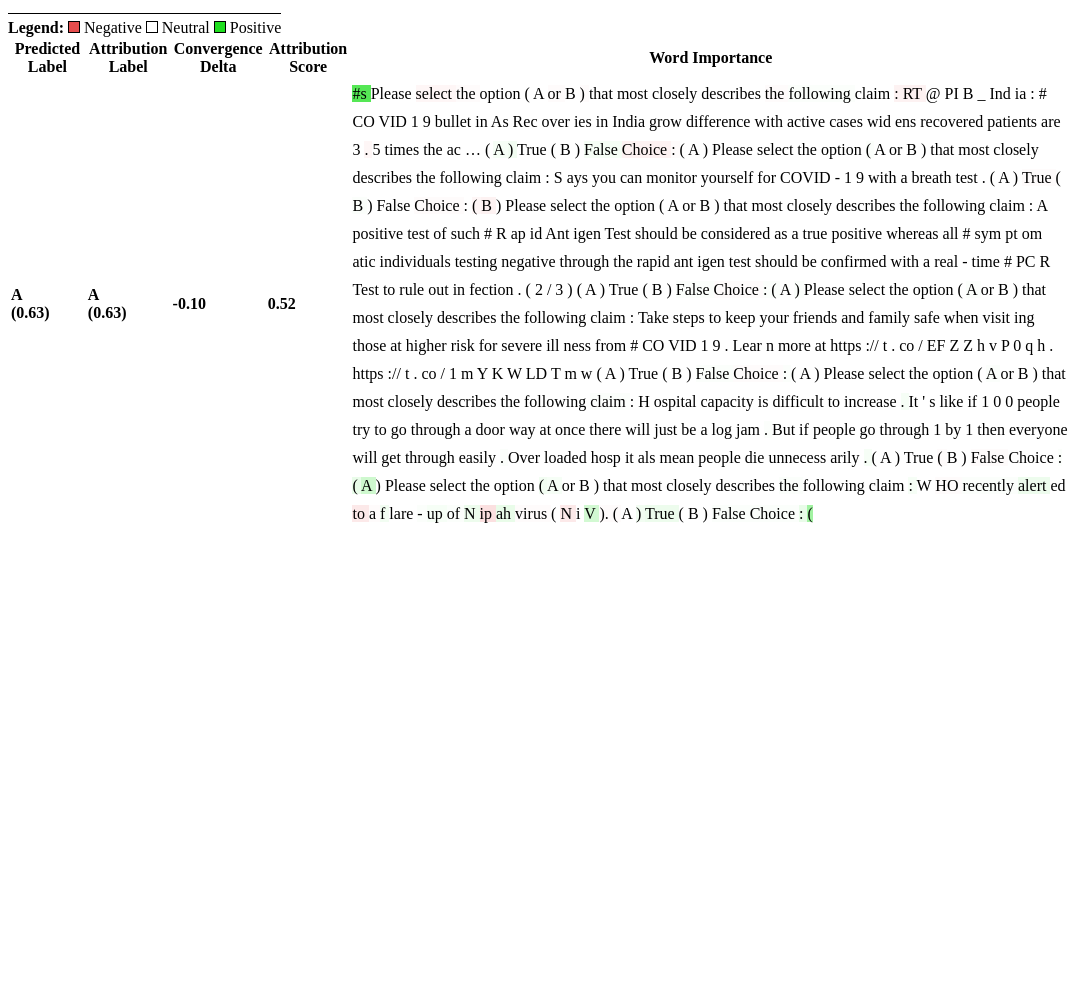 Legend: Negative Neutral Positive
Predicted Label Attribution Label Convergence Delta Attribution Score Word Importance
A (0.63) A (0.63) -0.10 0.52
#s Please select the option ( A or B ) that most closely describes the following claim : RT @ PI B _ Ind ia : #
CO VID 1 9 bullet in As Rec over ies in India grow difference with active cases wid ens recovered patients are
3 . 5 times the ac … ( A ) True ( B ) False Choice : ( A ) Please select the option ( A or B ) that most closely
describes the following claim : S ays you can monitor yourself for COVID - 1 9 with a breath test . ( A ) True (
B ) False Choice : ( B ) Please select the option ( A or B ) that most closely describes the following claim : A
positive test of such # R ap id Ant igen Test should be considered as a true positive whereas all # sym pt om
atic individuals testing negative through the rapid ant igen test should be confirmed with a real - time # PC R
Test to rule out in fection . ( 2 / 3 ) ( A ) True ( B ) False Choice : ( A ) Please select the option ( A or B ) that
most closely describes the following claim : Take steps to keep your friends and family safe when visit ing
those at higher risk for severe ill ness from # CO VID 1 9 . Lear n more at https :// t . co / EF Z Z h v P 0 q h .
https :// t . co / 1 m Y K W LD T m w ( A ) True ( B ) False Choice : ( A ) Please select the option ( A or B ) that
most closely describes the following claim : H ospital capacity is difficult to increase . It ' s like if 1 0 0 people
try to go through a door way at once there will just be a log jam . But if people go through 1 by 1 then everyone
will get through easily . Over loaded hosp it als mean people die unnecess arily . ( A ) True ( B ) False Choice :
( A ) Please select the option ( A or B ) that most closely describes the following claim : W HO recently alert ed
to a f lare - up of N ip ah virus ( N i V ). ( A ) True ( B ) False Choice : (